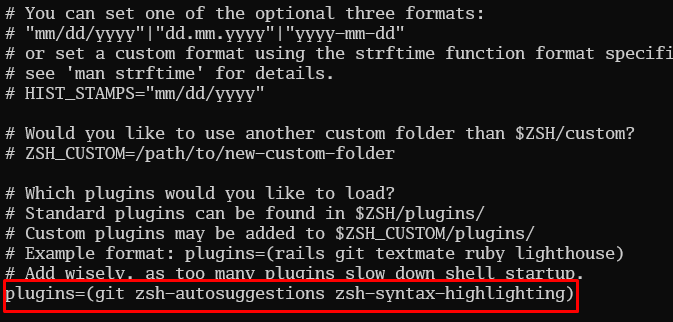 # You can set one of the optional three formats:
# "mm/dd/yyyy"|"dd.mm.yyyy"|"yyyy-mm-dd"
# or set a custom format using the strftime function format specifi
# see 'man strftime' for details.
# HIST_STAMPS="mm/dd/yyyy"
# Would you like to use another custom folder than $ZSH/custom?
# ZSH_CUSTOM=/path/to/new-custom-folder
# Which plugins would you like to load?
# Standard plugins can be found in $ZSH/plugins/
# Custom plugins may be added to $ZSH_CUSTOM/plugins/
# Example format: plugins=(rails git textmate ruby lighthouse)
# Add wisely, as too many plugins slow down shell startup.
plugins=(git zsh-autosuggestions zsh-syntax-highlighting)